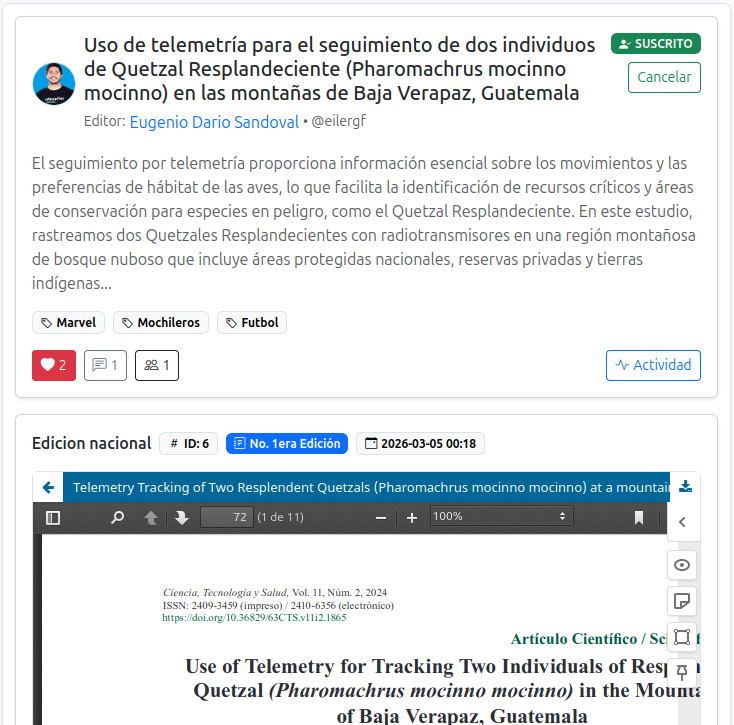 Uso de telemetría para el seguimiento de dos individuos
de Quetzal Resplandeciente (Pharomachrus mocinno
mocinno) en las montañas de Baja Verapaz, Guatemala
SUSCRITO
Cancelar
Editor: Eugenio Dario Sandoval • @eilergf
El seguimiento por telemetría proporciona información esencial sobre los movimientos y las
preferencias de hábitat de las aves, lo que facilita la identificación de recursos críticos y áreas
de conservación para especies en peligro, como el Quetzal Resplandeciente. En este estudio,
rastreamos dos Quetzales Resplandecientes con radiotransmisores en una región montañosa
de bosque nuboso que incluye áreas protegidas nacionales, reservas privadas y tierras
indígenas...
Marvel Mochileros Futbol
2 1 1 Actividad
Edicion nacional # ID: 6 No. 1era Edición 2026-03-05 00:18
Telemetry Tracking of Two Resplendent Quetzals (Pharomachrus mocinno mocinno) at a mountai
72 (1 de 11) 100%
Ciencia, Tecnología y Salud, Vol. 11, Núm. 2, 2024
ISSN: 2409-3459 (impreso) / 2410-6356 (electrónico)
https://doi.org/10.36829/63CTS.v11i2.1865
Artículo Científico /
Use of Telemetry for Tracking Two Individuals of
Quetzal (Pharomachrus mocinno mocinno) in the
of Baja Verapaz, Guatemala